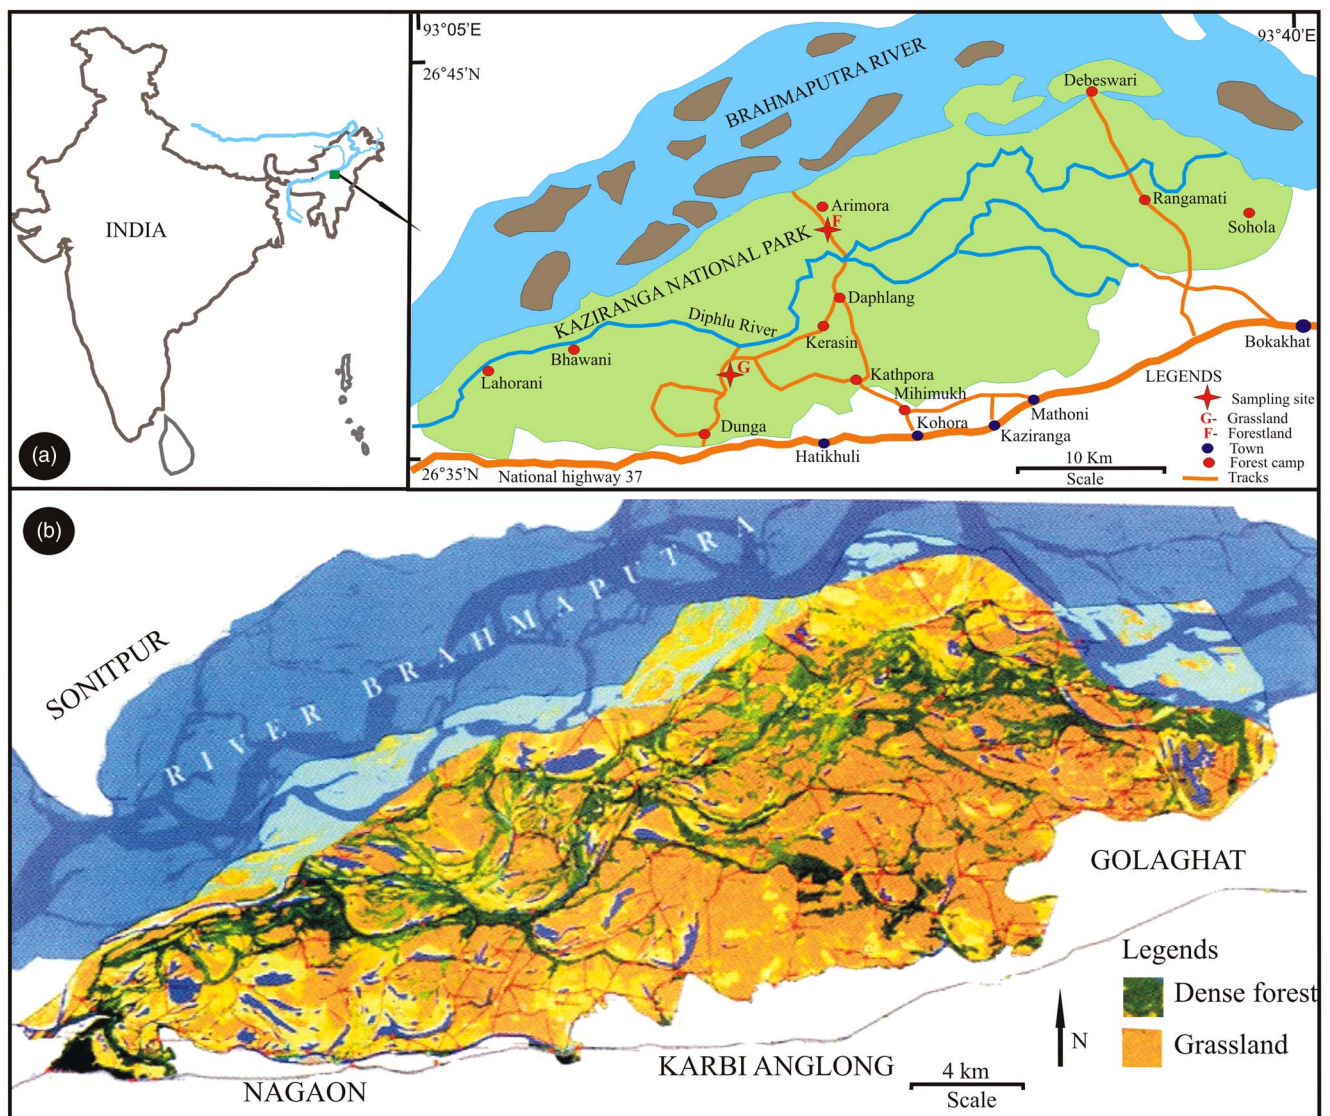 INDIA
(a)
93°05'E
93°40'E
26°45'N
26°35'N
BRAHMAPUTRA RIVER
KAZIRANGA NATIONAL PARK
Debeswari
Rangamati
Sohola
Arimora
F
Daphlang
Diphlu River
Kerasin
Bhawani
Lahorani
G
Kathpora
Mihimukh
Dunga
Kohora
Mathoni
Kaziranga
Hatikhuli
Bokakhat
National highway 37
10 Km
Scale
LEGENDS
Sampling site
G- Grassland
F- Forestland
Town
Forest camp
Tracks
(b)
SONITPUR
RIVER BRAHMAPUTRA
GOLAGHAT
KARBI ANGLONG
NAGAON
Legends
Dense forest
Grassland
N
4 km
Scale